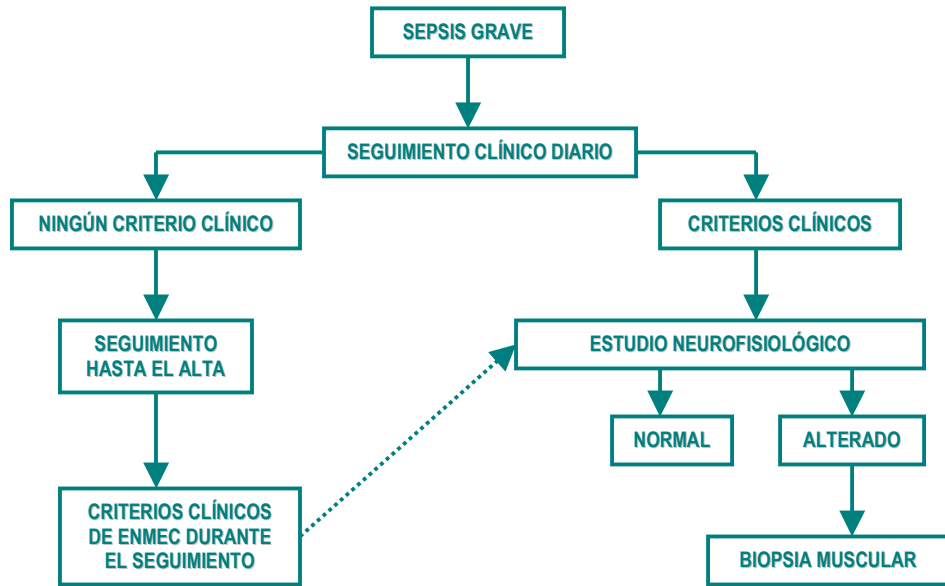 SEPSIS GRAVE
SEGUIMIENTO CLÍNICO DIARIO
NINGÚN CRITERIO CLÍNICO
CRITERIOS CLÍNICOS
SEGUIMIENTO
HASTA EL ALTA
ESTUDIO NEUROFISIOLÓGICO
NORMAL
ALTERADO
CRITERIOS CLÍNICOS
DE ENMEC DURANTE
EL SEGUIMIENTO
BIOPSIA MUSCULAR